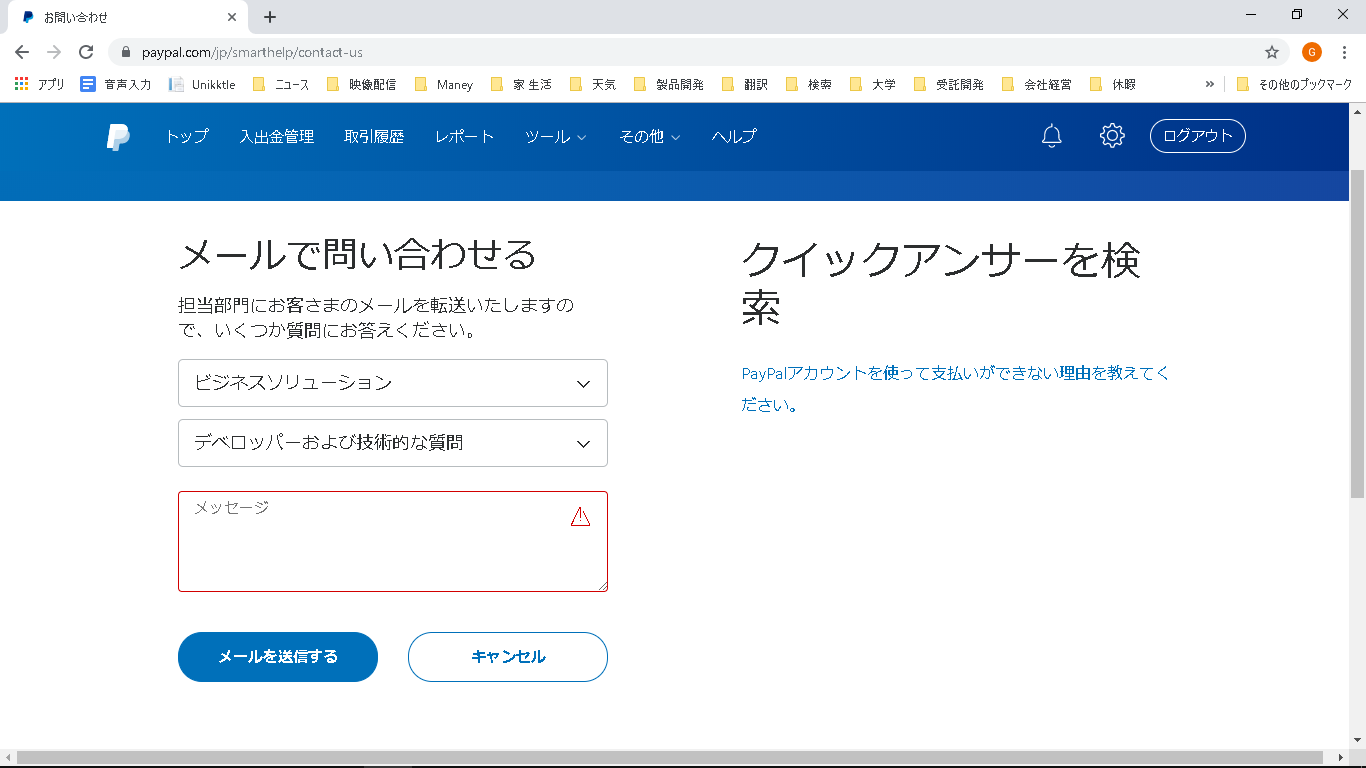 お問い合わせ
paypal.com/jp/smarthelp/contact-us
G
アプリ 音声入力 Unikktle ニュース 映像配信 Maney 家 生活 天気 製品開発 翻訳 検索 大学 受託開発 会社経営 休暇 » その他のブックマーク
トップ 入出金管理 取引履歴 レポート ツール その他 ヘルプ ログアウト
メールで問い合わせる
担当部門にお客さまのメールを転送いたしますの
で、いくつか質問にお答えください。
ビジネスソリューション
デベロッパーおよび技術的な質問
メッセージ
メールを送信する キャンセル
クイックアンサーを検
索
PayPalアカウントを使って支払いができない理由を教えてく
ださい。